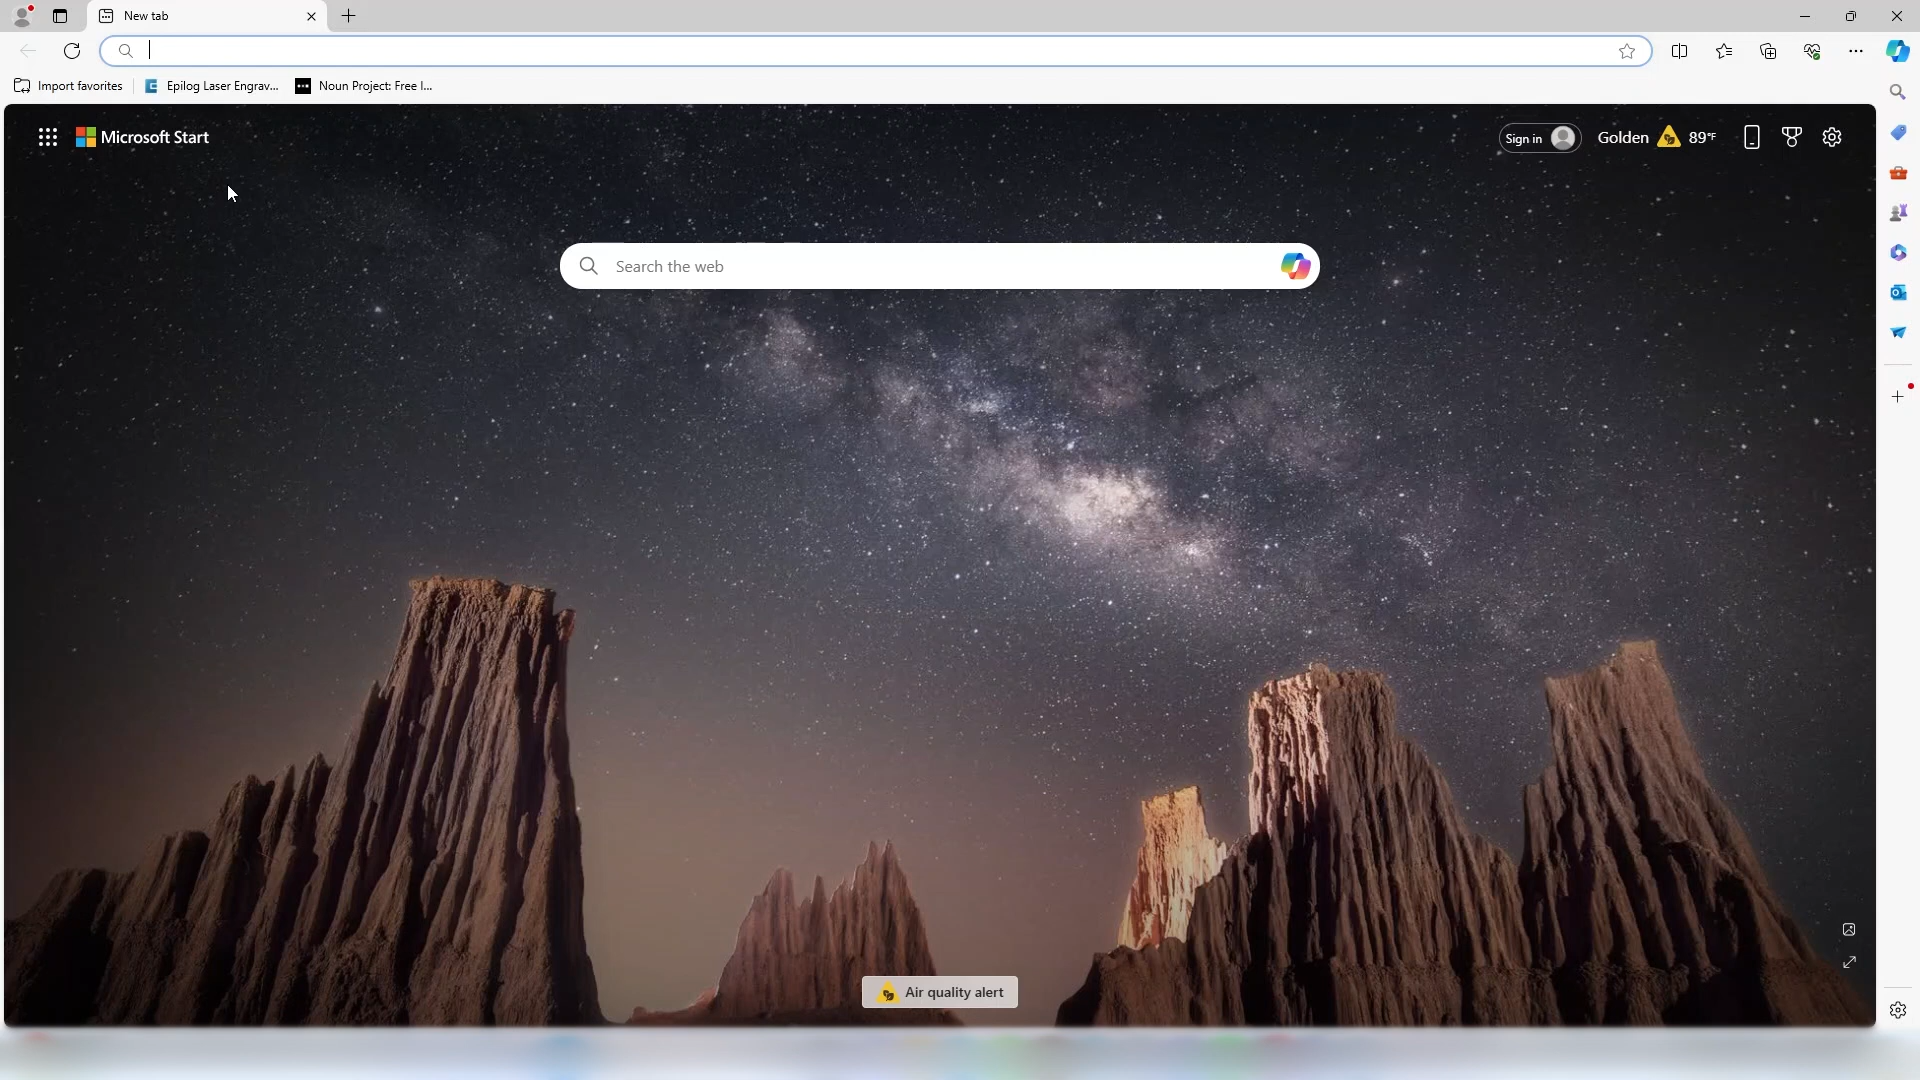 New tab
Import favorites
Epilog Laser Engrav...
Noun Project: Free I...
Microsoft Start
Sign in
Golden
89°F
Search the web
Air quality alert